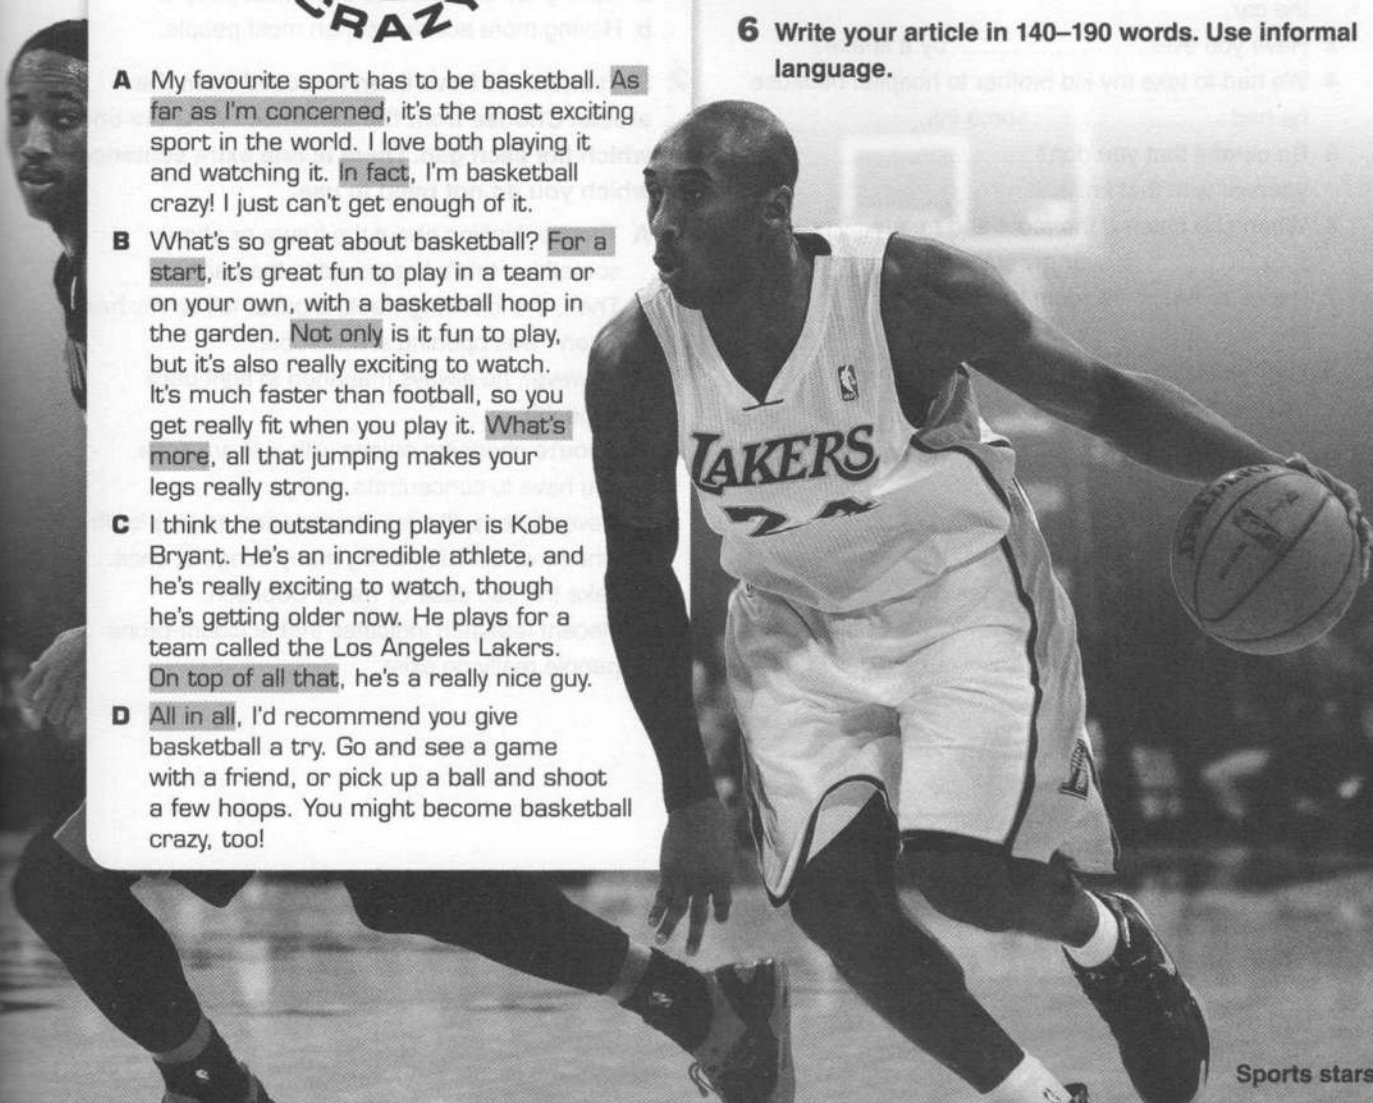 CRAZY
A My favourite sport has to be basketball. As
far as I'm concerned, it's the most exciting
sport in the world. I love both playing it
and watching it. In fact, I'm basketball
crazy! I just can't get enough of it.
B What's so great about basketball? For a
start, it's great fun to play in a team or
on your own, with a basketball hoop in
the garden. Not only is it fun to play,
but it's also really exciting to watch.
It's much faster than football, so you
get really fit when you play it. What's
more, all that jumping makes your
legs really strong.
C I think the outstanding player is Kobe
Bryant. He's an incredible athlete, and
he's really exciting to watch, though
he's getting older now. He plays for a
team called the Los Angeles Lakers.
On top of all that, he's a really nice guy.
D All in all, I'd recommend you give
basketball a try. Go and see a game
with a friend, or pick up a ball and shoot
a few hoops. You might become basketball
crazy, too!
6 Write your article in 140–190 words. Use informal
language.
LAKERS
SPALDING
Sports stars